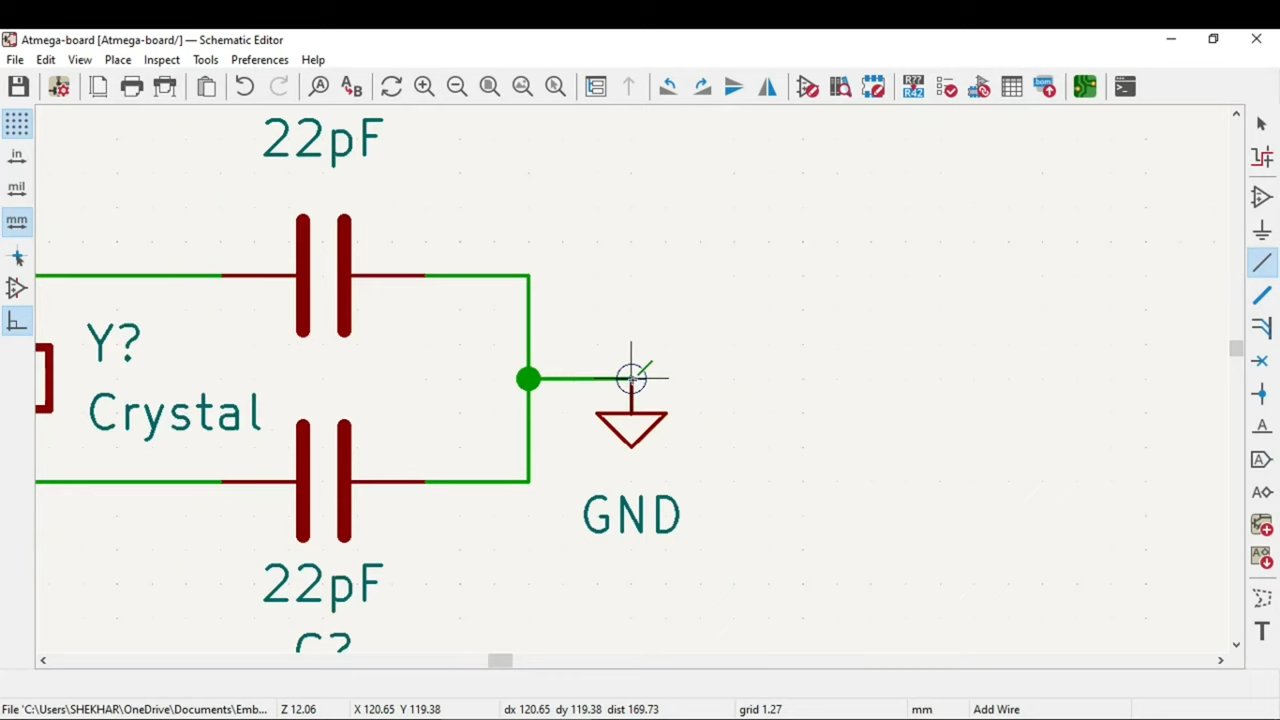 Atmega-board [Atmega-board/] — Schematic Editor
File Edit View Place Inspect Tools Preferences Help
A
A B
R??
R42
bom
in
mil
mm
22pF
Y?
Crystal
GND
22pF
C?
A
A
A
A
T
File 'C:\Users\SHEKHAR\OneDrive\Documents\Emb... Z 12.06 X 120.65 Y 119.38 dx 120.65 dy 119.38 dist 169.73 grid 1.27 mm Add Wire